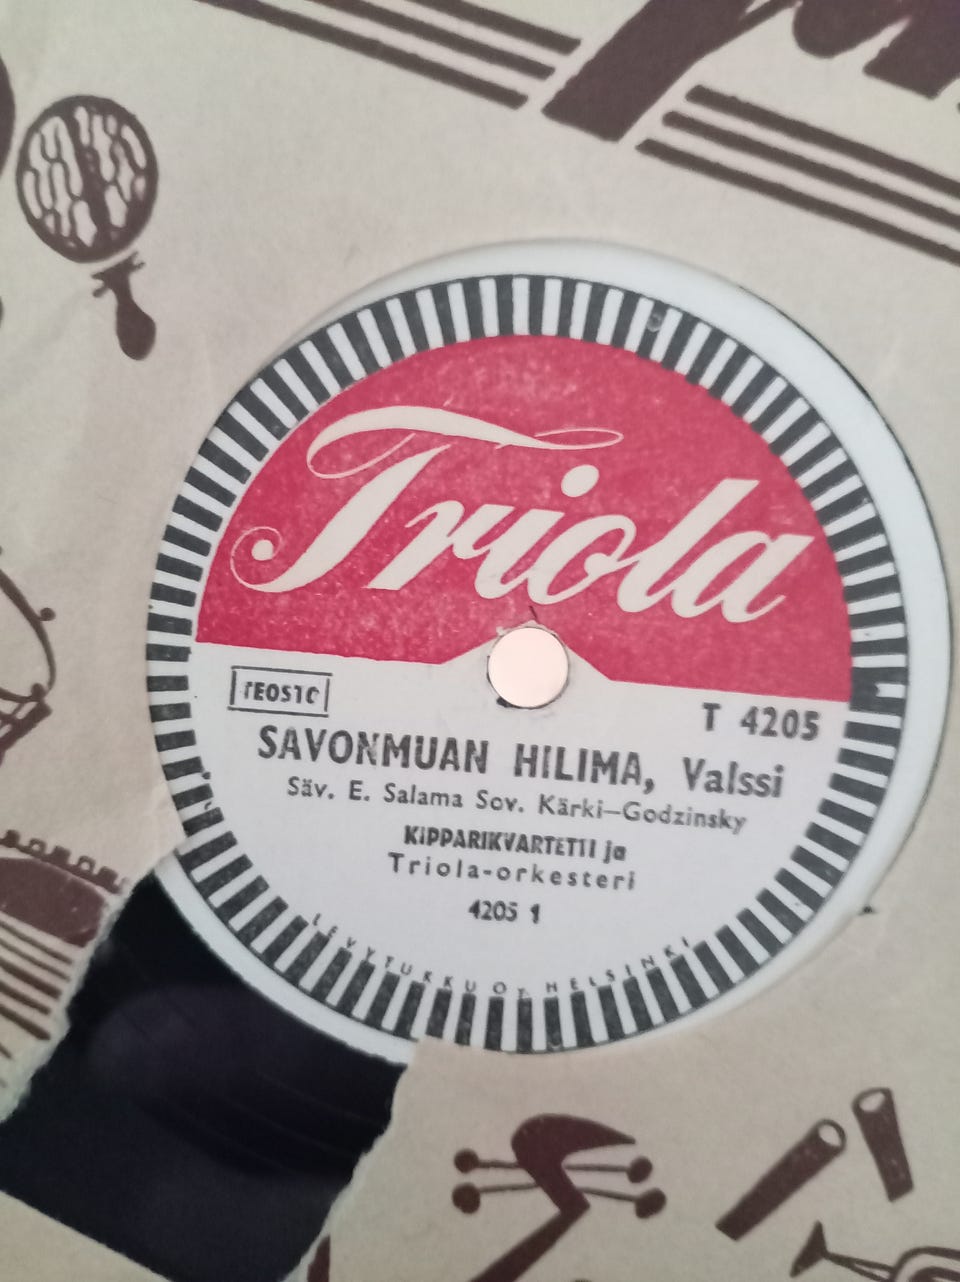 Triola
TEOSTO
T 4205
SAVONMUAN HILIMA, Valssi
Säv. E. Salama Sov. Kärki-Godzinsky
KIPPARIKVARTETTI ja
Triola-orkesteri
4205 1
LEVYTUKKU Oy. HELSINKI